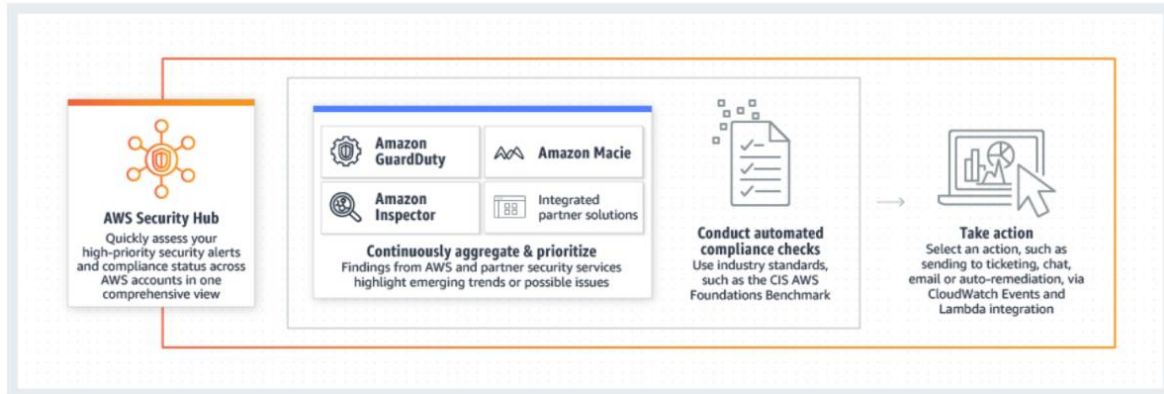 AWS Security Hub
Quickly assess your
high-priority security alerts
and compliance status across
AWS accounts in one
comprehensive view
Amazon
GuardDuty
Amazon Macie
Amazon
Inspector
Integrated
partner solutions
Continuously aggregate & prioritize
Findings from AWS and partner security services
highlight emerging trends or possible issues
Conduct automated
compliance checks
Use industry standards,
such as the CIS AWS
Foundations Benchmark
Take action
Select an action, such as
sending to ticketing, chat,
email or auto-remediation, via
CloudWatch Events and
Lambda integration